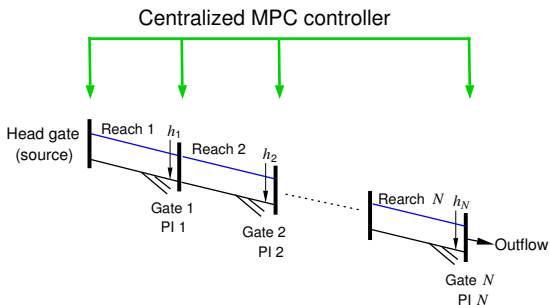 Centralized MPC controller
Head gate
(source)
Reach 1
h1
Reach 2
h2
Rearch N
hN
Gate 1
PI 1
Gate 2
PI 2
Gate N
PI N
Outflow